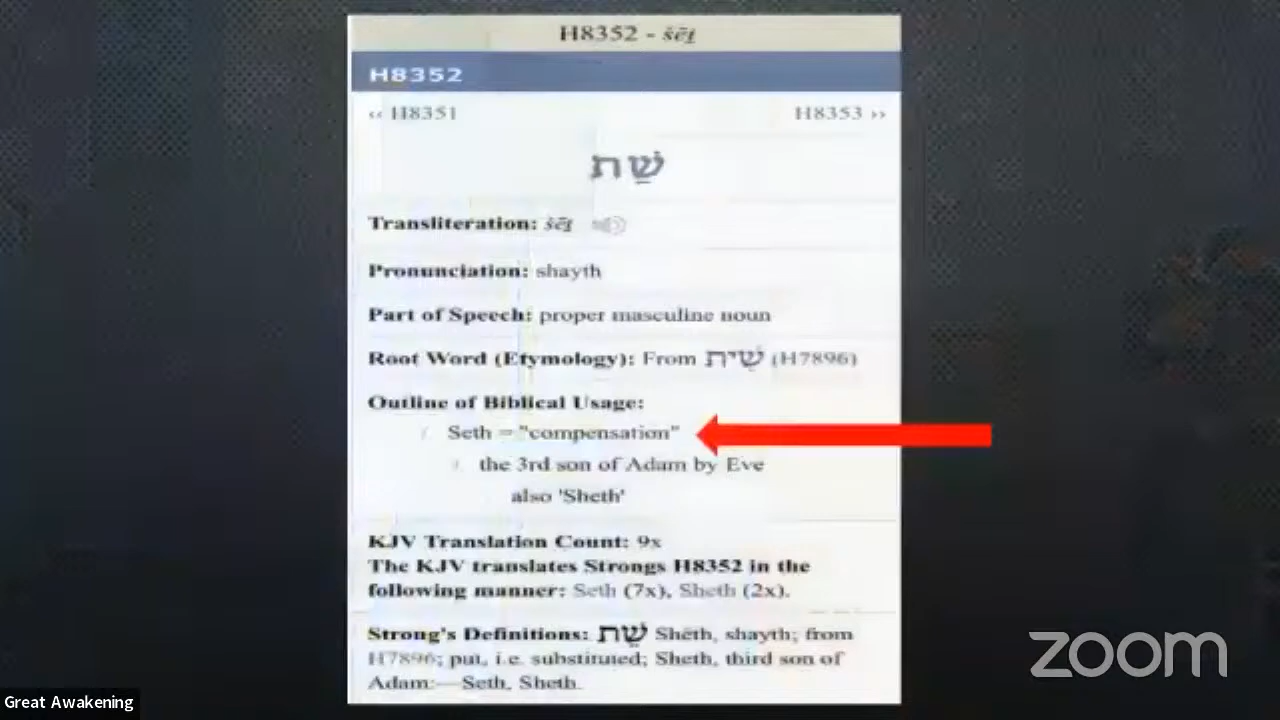 H8352 - šēṯ
H8352
‹‹ H8351
H8353 ››
שֵׁת
Transliteration: šēṯ
Pronunciation: shayth
Part of Speech: proper masculine noun
Root Word (Etymology): From שִׁית (H7896)
Outline of Biblical Usage:
Seth = "compensation"
the 3rd son of Adam by Eve
also 'Sheth'
KJV Translation Count: 9x
The KJV translates Strongs H8352 in the
following manner: Seth (7x), Sheth (2x).
Strong's Definitions: שֵׁת Shêth, shayth; from
H7896; put, i.e. substituted; Sheth, third son of
Adam:—Seth, Sheth.
zoom
Great Awakening